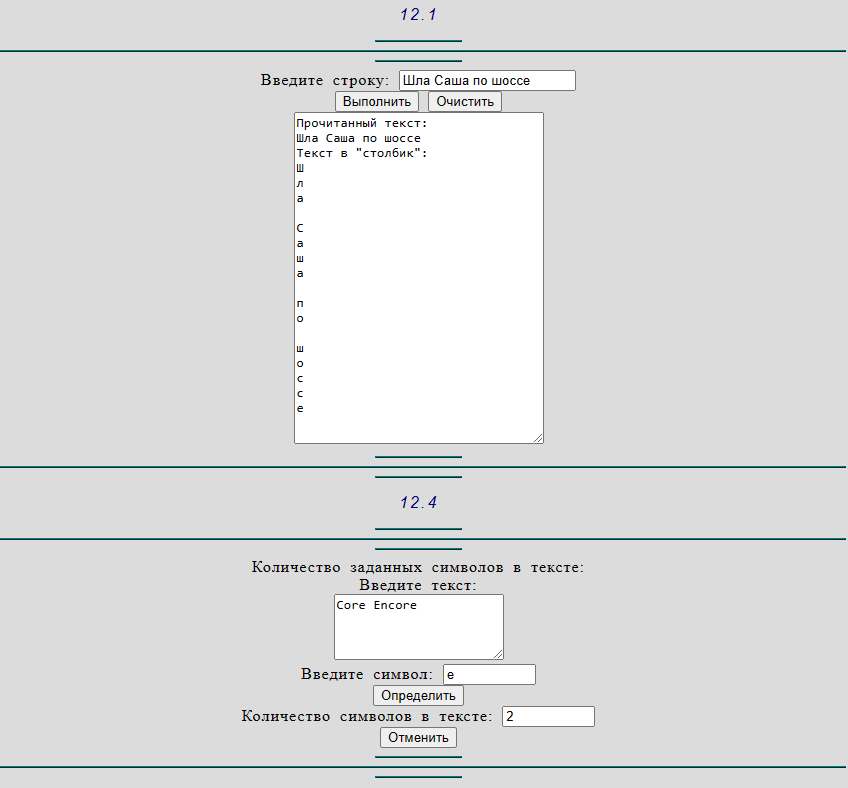 12.1
Введите строку: Шла Саша по шоссе
Выполнить Очистить
Прочитанный текст:
Шла Саша по шоссе
Текст в "столбик":
Ш
л
а
С
а
ш
а
п
о
ш
о
с
с
е
12.4
Количество заданных символов в тексте:
Введите текст:
Core Encore
Введите символ: e
Определить
Количество символов в тексте: 2
Отменить